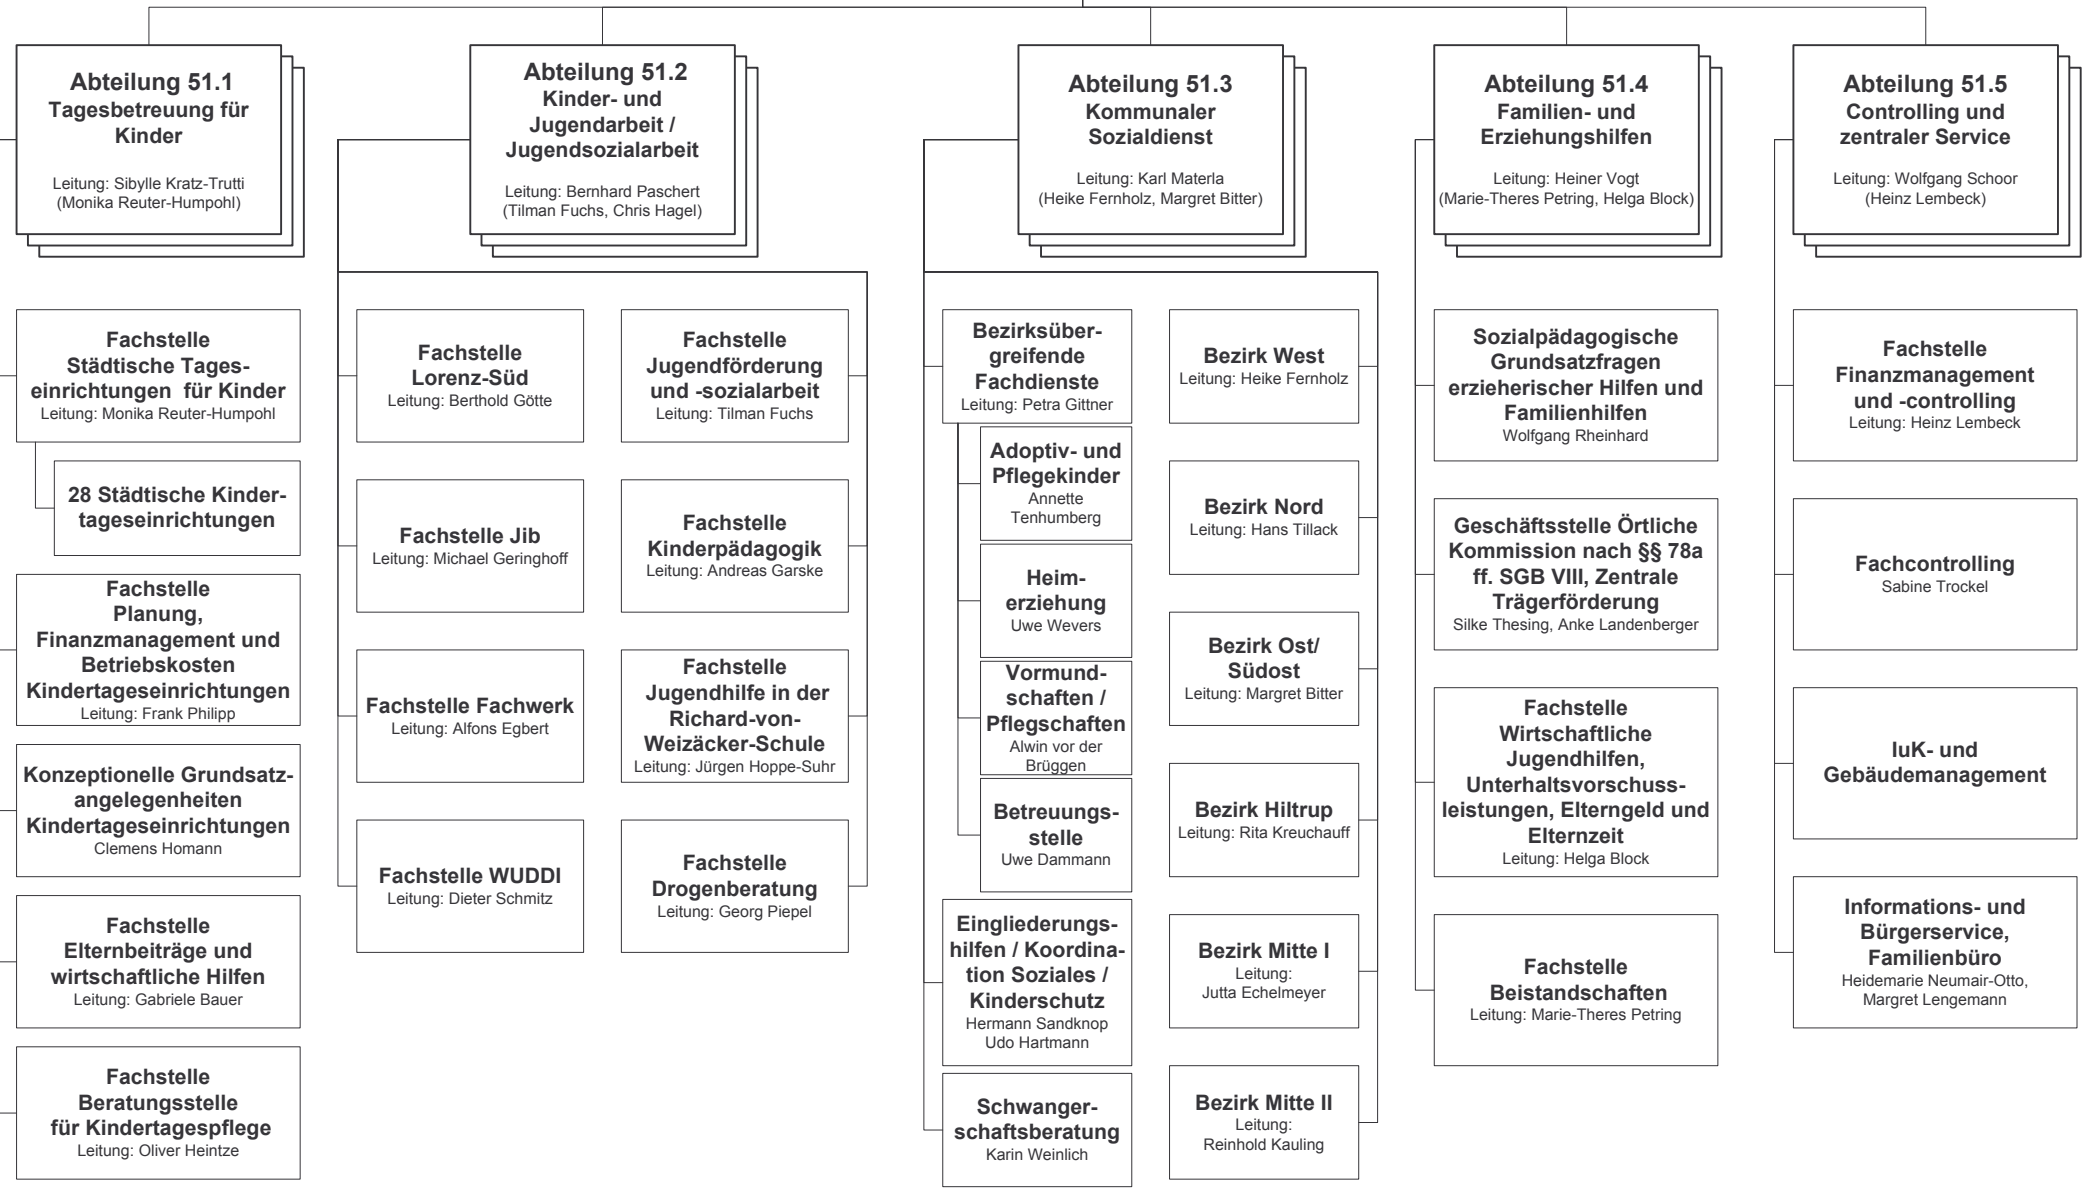 Abteilung 51.1
Tagesbetreuung für
Kinder
Leitung: Sibylle Kratz-Trutti
(Monika Reuter-Humpohl)
Fachstelle
Städtische Tages-
einrichtungen für Kinder
Leitung: Monika Reuter-Humpohl
28 Städtische Kinder-
tageseinrichtungen
Fachstelle
Planung,
Finanzmanagement und
Betriebskosten
Kindertageseinrichtungen
Leitung: Frank Philipp
Konzeptionelle Grundsatz-
angelegenheiten
Kindertageseinrichtungen
Clemens Homann
Fachstelle
Elternbeiträge und
wirtschaftliche Hilfen
Leitung: Gabriele Bauer
Fachstelle
Beratungsstelle
für Kindertagespflege
Leitung: Oliver Heintze
Abteilung 51.2
Kinder- und
Jugendarbeit /
Jugendsozialarbeit
Leitung: Bernhard Paschert
(Tilman Fuchs, Chris Hagel)
Fachstelle
Lorenz-Süd
Leitung: Berthold Götte
Fachstelle Jib
Leitung: Michael Geringhoff
Fachstelle Fachwerk
Leitung: Alfons Egbert
Fachstelle WUDDI
Leitung: Dieter Schmitz
Fachstelle
Jugendförderung
und -sozialarbeit
Leitung: Tilman Fuchs
Fachstelle
Kinderpädagogik
Leitung: Andreas Garske
Fachstelle
Jugendhilfe in der
Richard-von-
Weizäcker-Schule
Leitung: Jürgen Hoppe-Suhr
Fachstelle
Drogenberatung
Leitung: Georg Piepel
Abteilung 51.3
Kommunaler
Sozialdienst
Leitung: Karl Materla
(Heike Fernholz, Margret Bitter)
Bezirksüber-
greifende
Fachdienste
Leitung: Petra Gittner
Adoptiv- und
Pflegekinder
Annette
Tenhumberg
Heim-
erziehung
Uwe Wevers
Vormund-
schaften /
Pflegschaften
Alwin vor der
Brüggen
Betreuungs-
stelle
Uwe Dammann
Eingliederungs-
hilfen / Koordina-
tion Soziales /
Kinderschutz
Hermann Sandknop
Udo Hartmann
Schwanger-
schaftsberatung
Karin Weinlich
Bezirk West
Leitung: Heike Fernholz
Bezirk Nord
Leitung: Hans Tillack
Bezirk Ost/
Südost
Leitung: Margret Bitter
Bezirk Hiltrup
Leitung: Rita Kreuchauff
Bezirk Mitte I
Leitung:
Jutta Echelmeyer
Bezirk Mitte II
Leitung:
Reinhold Kauling
Abteilung 51.4
Familien- und
Erziehungshilfen
Leitung: Heiner Vogt
(Marie-Theres Petring, Helga Block)
Sozialpädagogische
Grundsatzfragen
erzieherischer Hilfen und
Familienhilfen
Wolfgang Rheinhard
Geschäftsstelle Örtliche
Kommission nach §§ 78a
ff. SGB VIII, Zentrale
Trägerförderung
Silke Thesing, Anke Landenberger
Fachstelle
Wirtschaftliche
Jugendhilfen,
Unterhaltsvorschuss-
leistungen, Elterngeld und
Elternzeit
Leitung: Helga Block
Fachstelle
Beistandschaften
Leitung: Marie-Theres Petring
Abteilung 51.5
Controlling und
zentraler Service
Leitung: Wolfgang Schoor
(Heinz Lembeck)
Fachstelle
Finanzmanagement
und -controlling
Leitung: Heinz Lembeck
Fachcontrolling
Sabine Trockel
IuK- und
Gebäudemanagement
Informations- und
Bürgerservice,
Familienbüro
Heidemarie Neumair-Otto,
Margret Lengemann